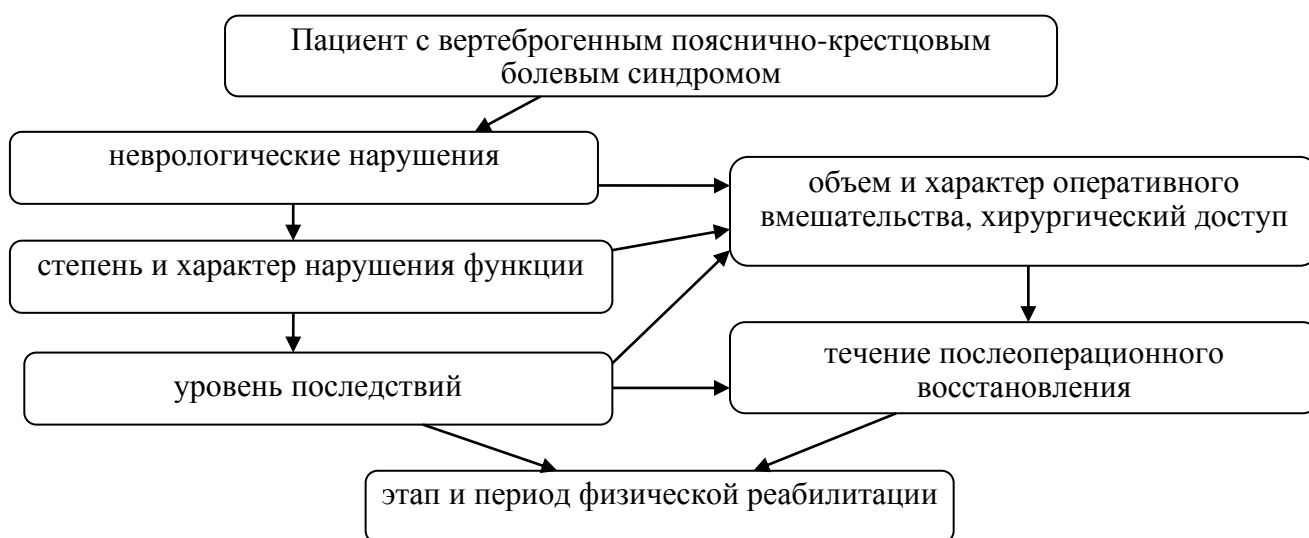 Пациент с вертеброгенным пояснично-крестцовым
болевым синдромом
неврологические нарушения
объем и характер оперативного
вмешательства, хирургический доступ
степень и характер нарушения функции
уровень последствий
течение послеоперационного
восстановления
этап и период физической реабилитации